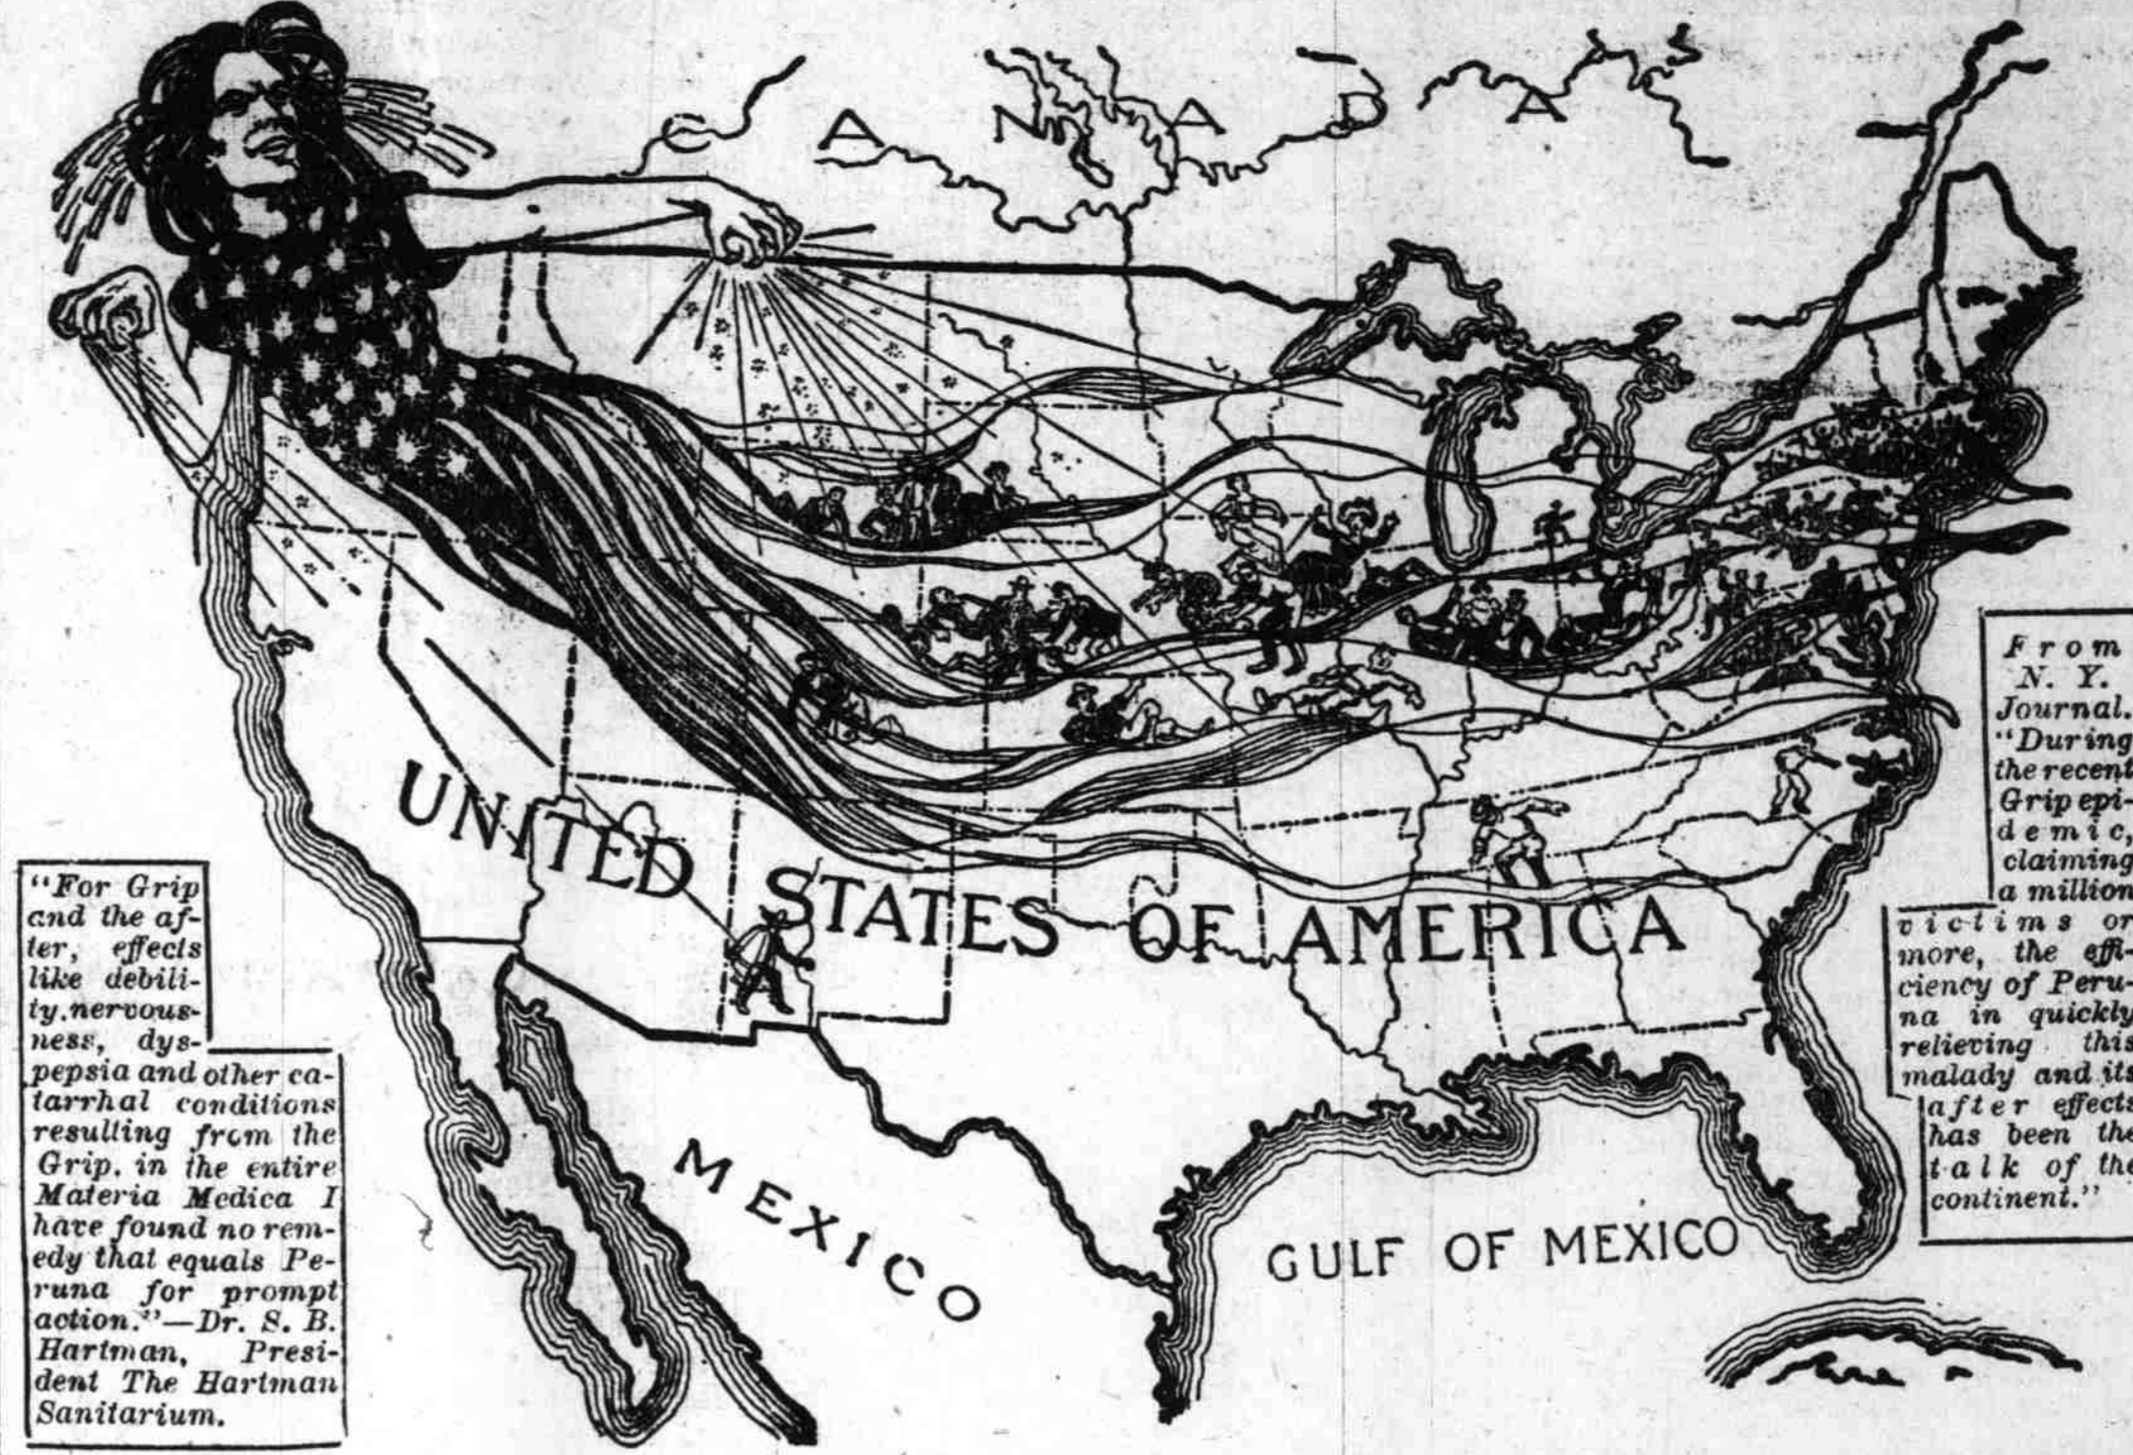 CANADA
UNITED STATES OF AMERICA
MEXICO
GULF OF MEXICO
"For Grip
and the af-
ter, effects
like debili-
ty, nervous-
ness, dys-
pepsia and other ca-
tarrhal conditions
resulting from the
Grip, in the entire
Materia Medica I
have found no rem-
edy that equals Pe-
runa for prompt
action."—Dr. S. B.
Hartman, Presi-
dent The Hartman
Sanitarium.
From
N. Y.
Journal.
"During
the recent
Grip epi-
demic,
claiming
a million
victims or
more, the effi-
ciency of Peru-
na in quickly
relieving this
malady and its
after effects
has been the
talk of the
continent."